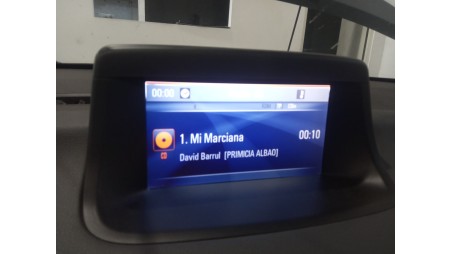 00:00
1. Mi Marciana 00:10
David Barrul [PRIMICIA ALBAO]